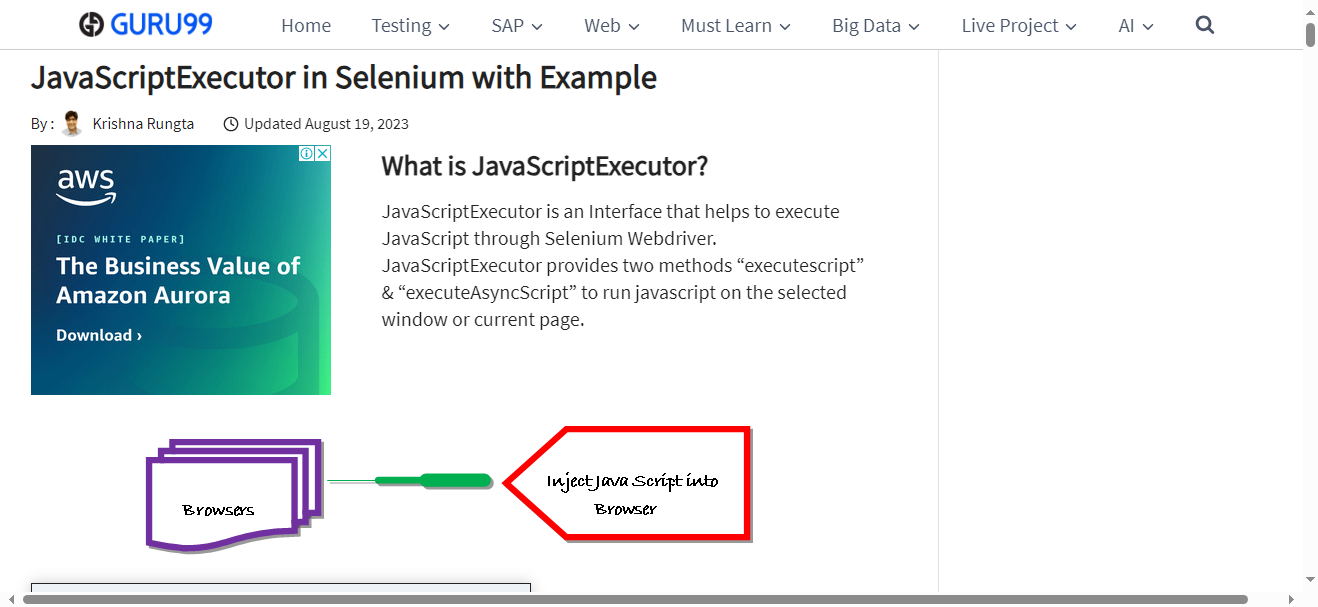 GURU99 Home Testing SAP Web Must Learn Big Data Live Project AI
JavaScriptExecutor in Selenium with Example
By : Krishna Rungta Updated August 19, 2023
aws
[IDC WHITE PAPER]
The Business Value of
Amazon Aurora
Download ›
What is JavaScriptExecutor?
JavaScriptExecutor is an Interface that helps to execute
JavaScript through Selenium Webdriver.
JavaScriptExecutor provides two methods “executescript”
& “executeAsyncScript” to run javascript on the selected
window or current page.
Browsers
Inject Java Script into
Browser